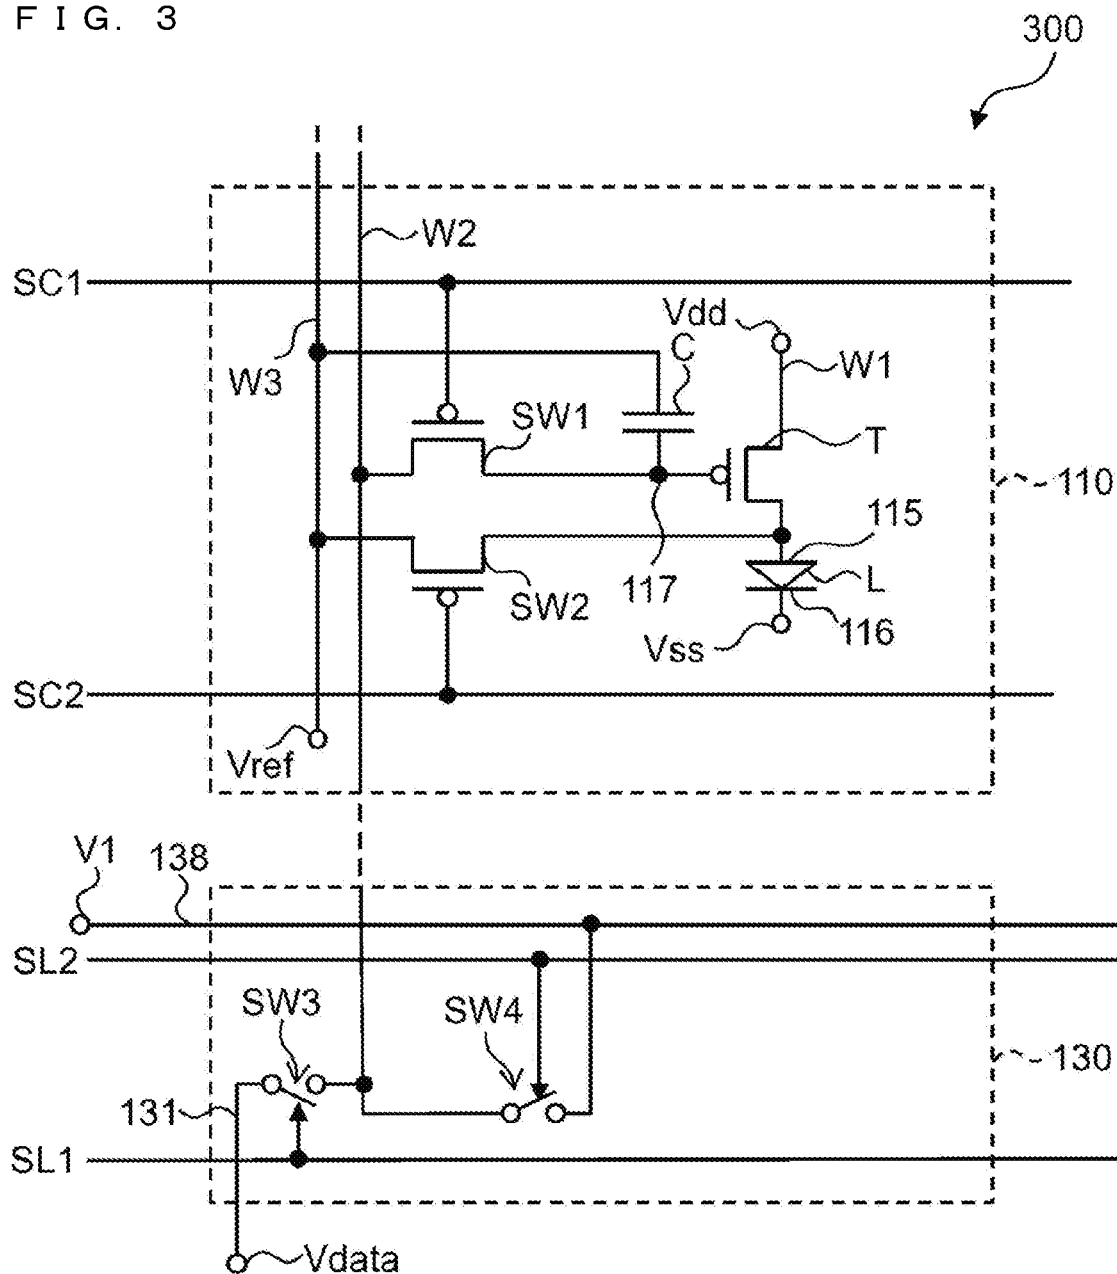 FIG. 3
300
W2
SC1
Vdd
C
W3
W1
SW1
T
110
115
117
L
SW2
116
Vss
SC2
Vref
V1
138
SL2
SW3
SW4
130
131
SL1
Vdata